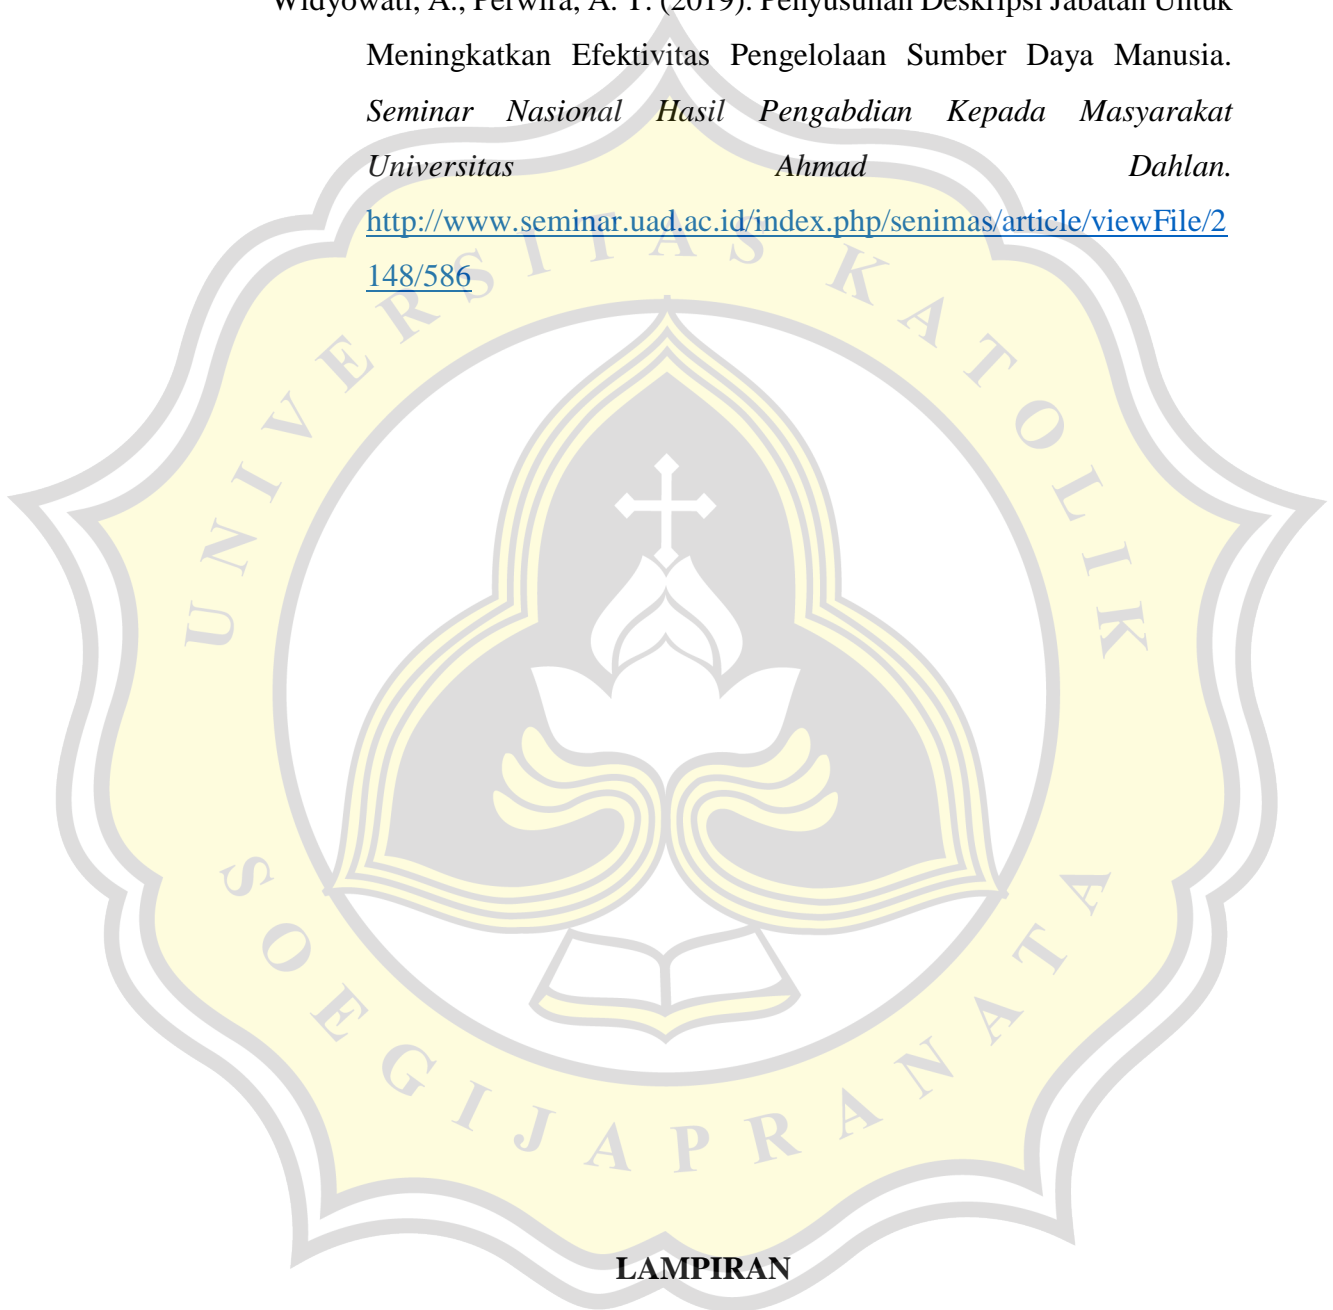 Widyowati, A., Perwira, A. T. (2019). Penyusunan Deskripsi Jabatan Untuk
Meningkatkan Efektivitas Pengelolaan Sumber Daya Manusia.
Seminar Nasional Hasil Pengabdian Kepada Masyarakat
Universitas Ahmad Dahlan.
http://www.seminar.uad.ac.id/index.php/senimas/article/viewFile/2
148/586
UNIVERSITAS KATOLIK
SOEGIJAPRANATA
LAMPIRAN